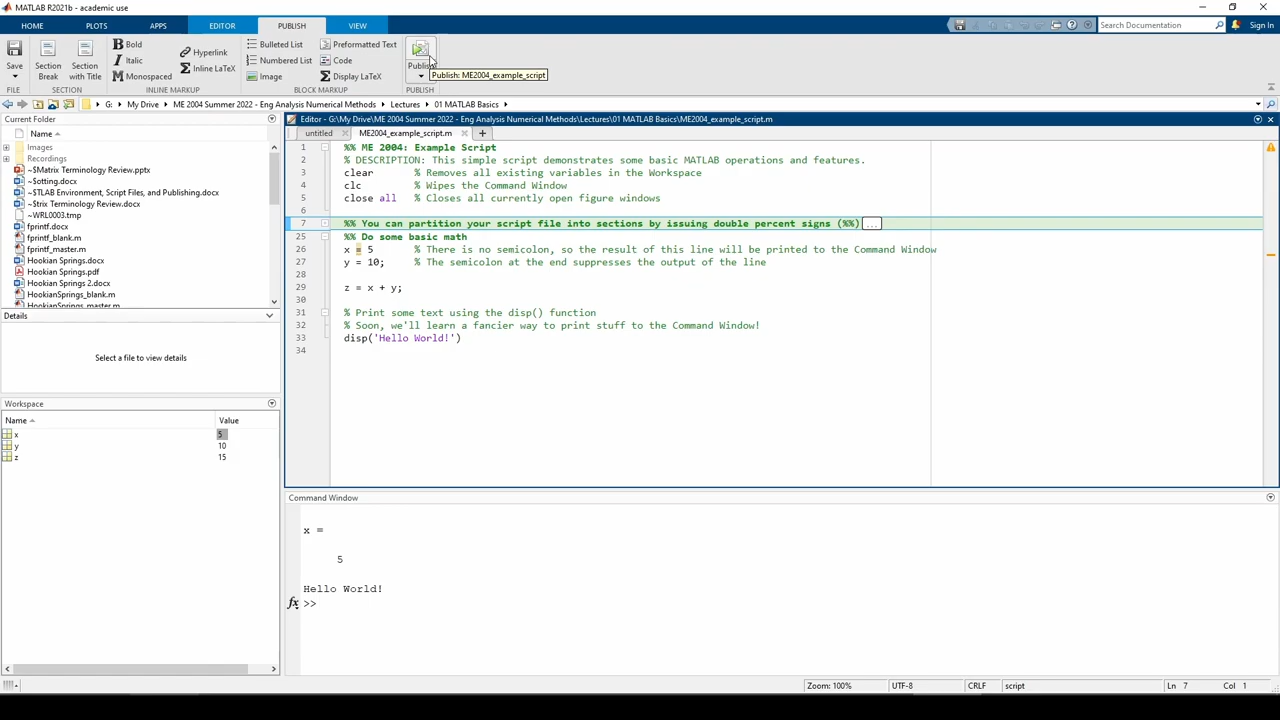 MATLAB R2021b - academic use
HOME PLOTS APPS EDITOR PUBLISH VIEW
Search Documentation
Sign In
Save
Section Break
Section with Title
Bold
Italic
Monospaced
Hyperlink
Inline LaTeX
Bulleted List
Numbered List
Image
Preformatted Text
Code
Display LaTeX
Publish
Publish: ME2004_example_script
FILE SECTION INLINE MARKUP BLOCK MARKUP PUBLISH
G: My Drive ME 2004 Summer 2022 - Eng Analysis Numerical Methods Lectures 01 MATLAB Basics
Current Folder
Name
Images
Recordings
~$Matrix Terminology Review.pptx
~$otting.docx
~$TLAB Environment, Script Files, and Publishing.docx
~$trix Terminology Review.docx
~WRL0003.tmp
fprintf.docx
fprintf_blank.m
fprintf_master.m
Hookian Springs.docx
Hookian Springs.pdf
Hookian Springs 2.docx
HookianSprings_blank.m
HookianSprings_master.m
Details
Select a file to view details
Workspace
Name Value
x 5
y 10
z 15
Editor - G:\My Drive\ME 2004 Summer 2022 - Eng Analysis Numerical Methods\Lectures\01 MATLAB Basics\ME2004_example_script.m
untitled ME2004_example_script.m
1 %% ME 2004: Example Script
2 % DESCRIPTION: This simple script demonstrates some basic MATLAB operations and features.
3 clear % Removes all existing variables in the Workspace
4 clc % Wipes the Command Window
5 close all % Closes all currently open figure windows
6
7 %% You can partition your script file into sections by issuing double percent signs (%%) ...
25 %% Do some basic math
26 x = 5 % There is no semicolon, so the result of this line will be printed to the Command Window
27 y = 10; % The semicolon at the end suppresses the output of the line
28
29 z = x + y;
30
31 % Print some text using the disp() function
32 % Soon, we'll learn a fancier way to print stuff to the Command Window!
33 disp('Hello World!')
34
Command Window
x =
5
Hello World!
fx >>
Zoom: 100% UTF-8 CRLF script Ln 7 Col 1